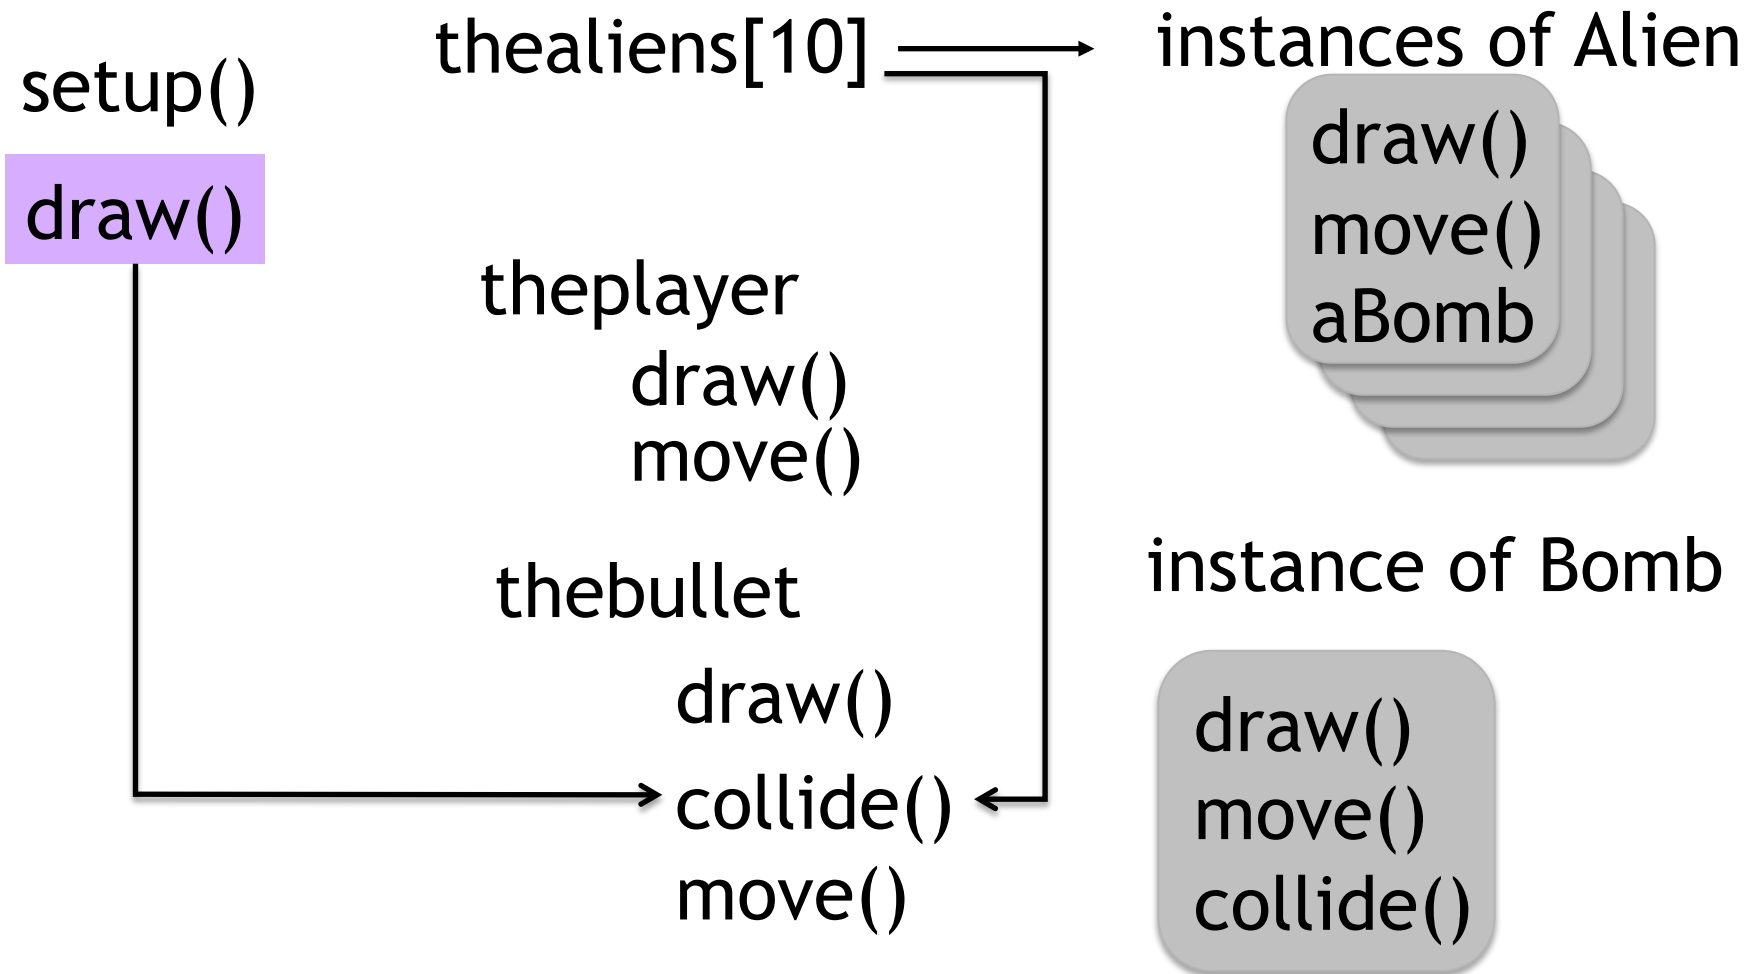 setup()
draw()
thealiens[10]
theplayer
draw()
move()
thebullet
draw()
collide()
move()
instances of Alien
draw()
move()
aBomb
instance of Bomb
draw()
move()
collide()